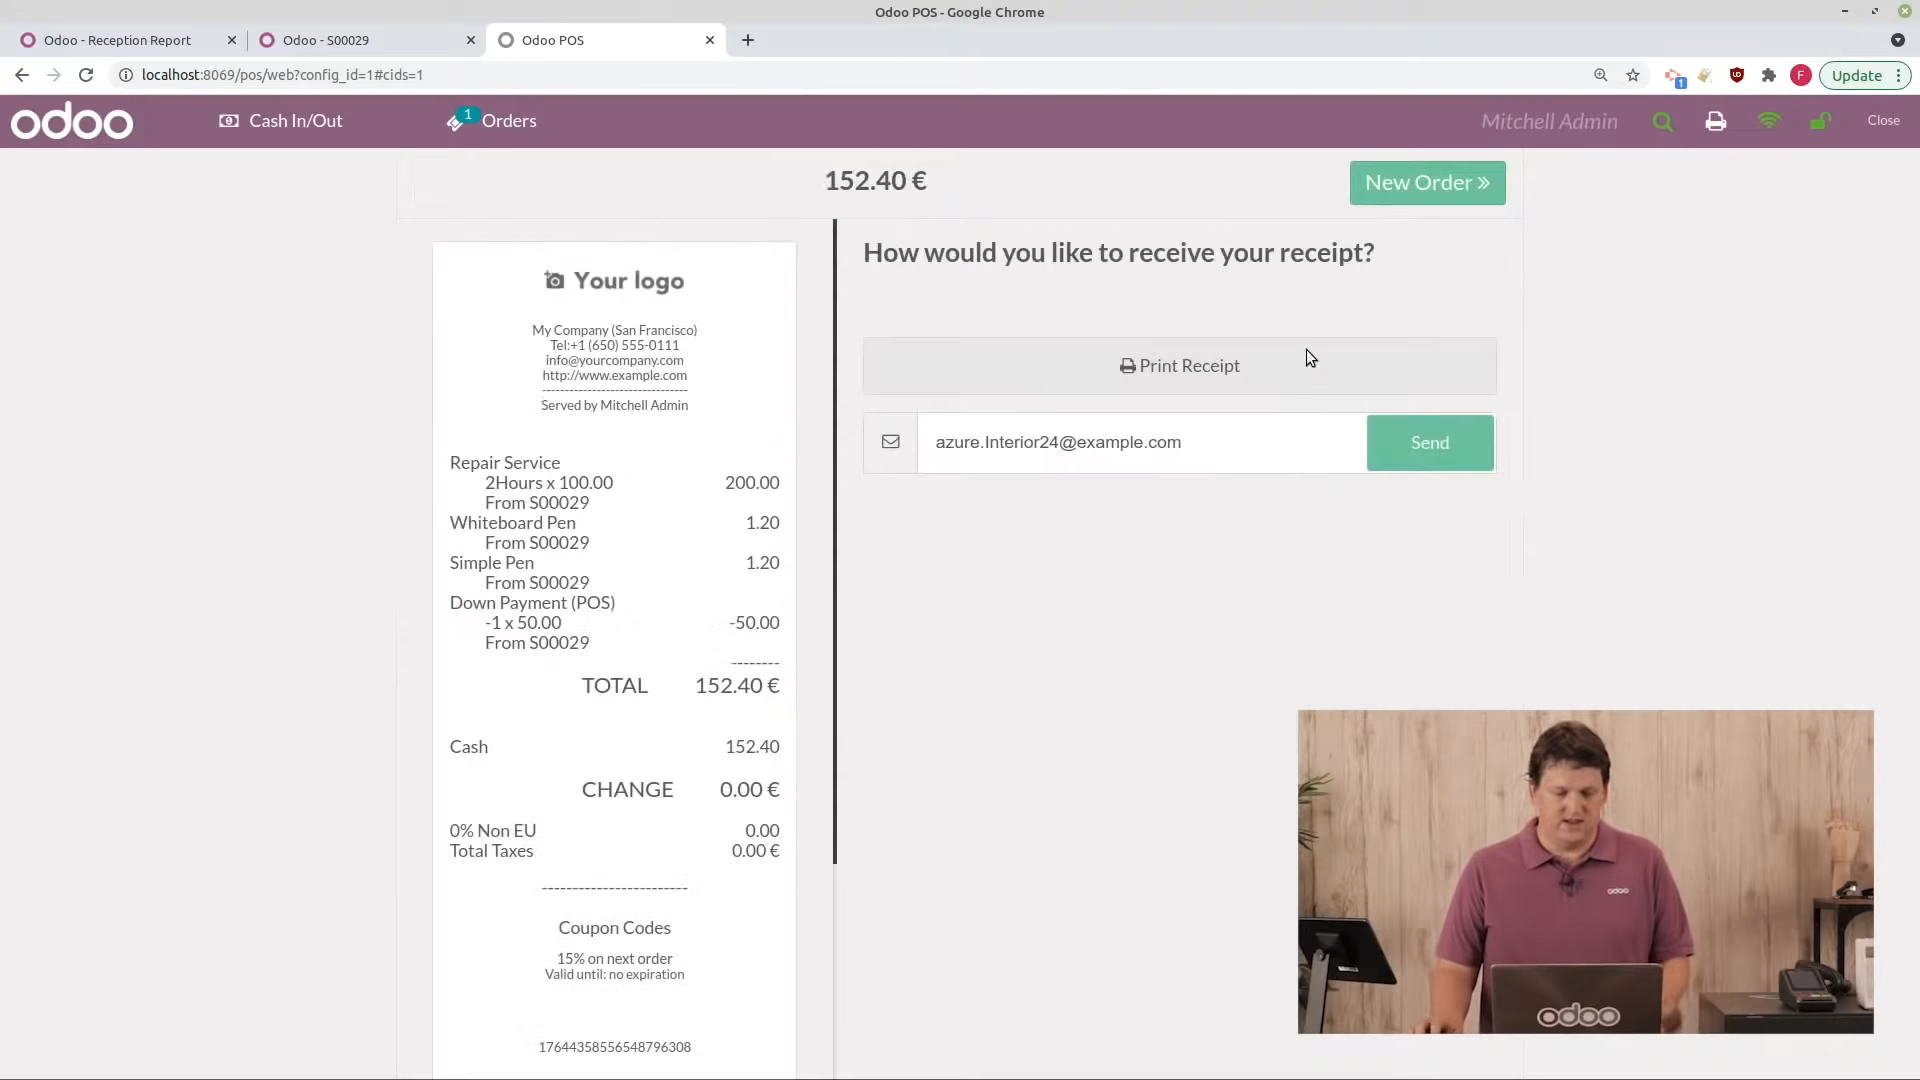 Odoo POS - Google Chrome
Odoo - Reception Report
Odoo - S00029
Odoo POS
localhost:8069/pos/web?config_id=1#cids=1
1
F
Update
odoo
Cash In/Out
1
Orders
Mitchell Admin
Close
152.40 €
New Order
Your logo
My Company (San Francisco)
Tel:+1 (650) 555-0111
info@yourcompany.com
http://www.example.com
--------------------------------
Served by Mitchell Admin
Repair Service
2Hours x 100.00 200.00
From S00029
Whiteboard Pen 1.20
From S00029
Simple Pen 1.20
From S00029
Down Payment (POS)
-1 x 50.00 -50.00
From S00029
--------
TOTAL 152.40 €
Cash 152.40
CHANGE 0.00 €
0% Non EU 0.00
Total Taxes 0.00 €
------------------------
Coupon Codes
15% on next order
Valid until: no expiration
17644358556548796308
How would you like to receive your receipt?
Print Receipt
azure.Interior24@example.com
Send
odoo
odoo